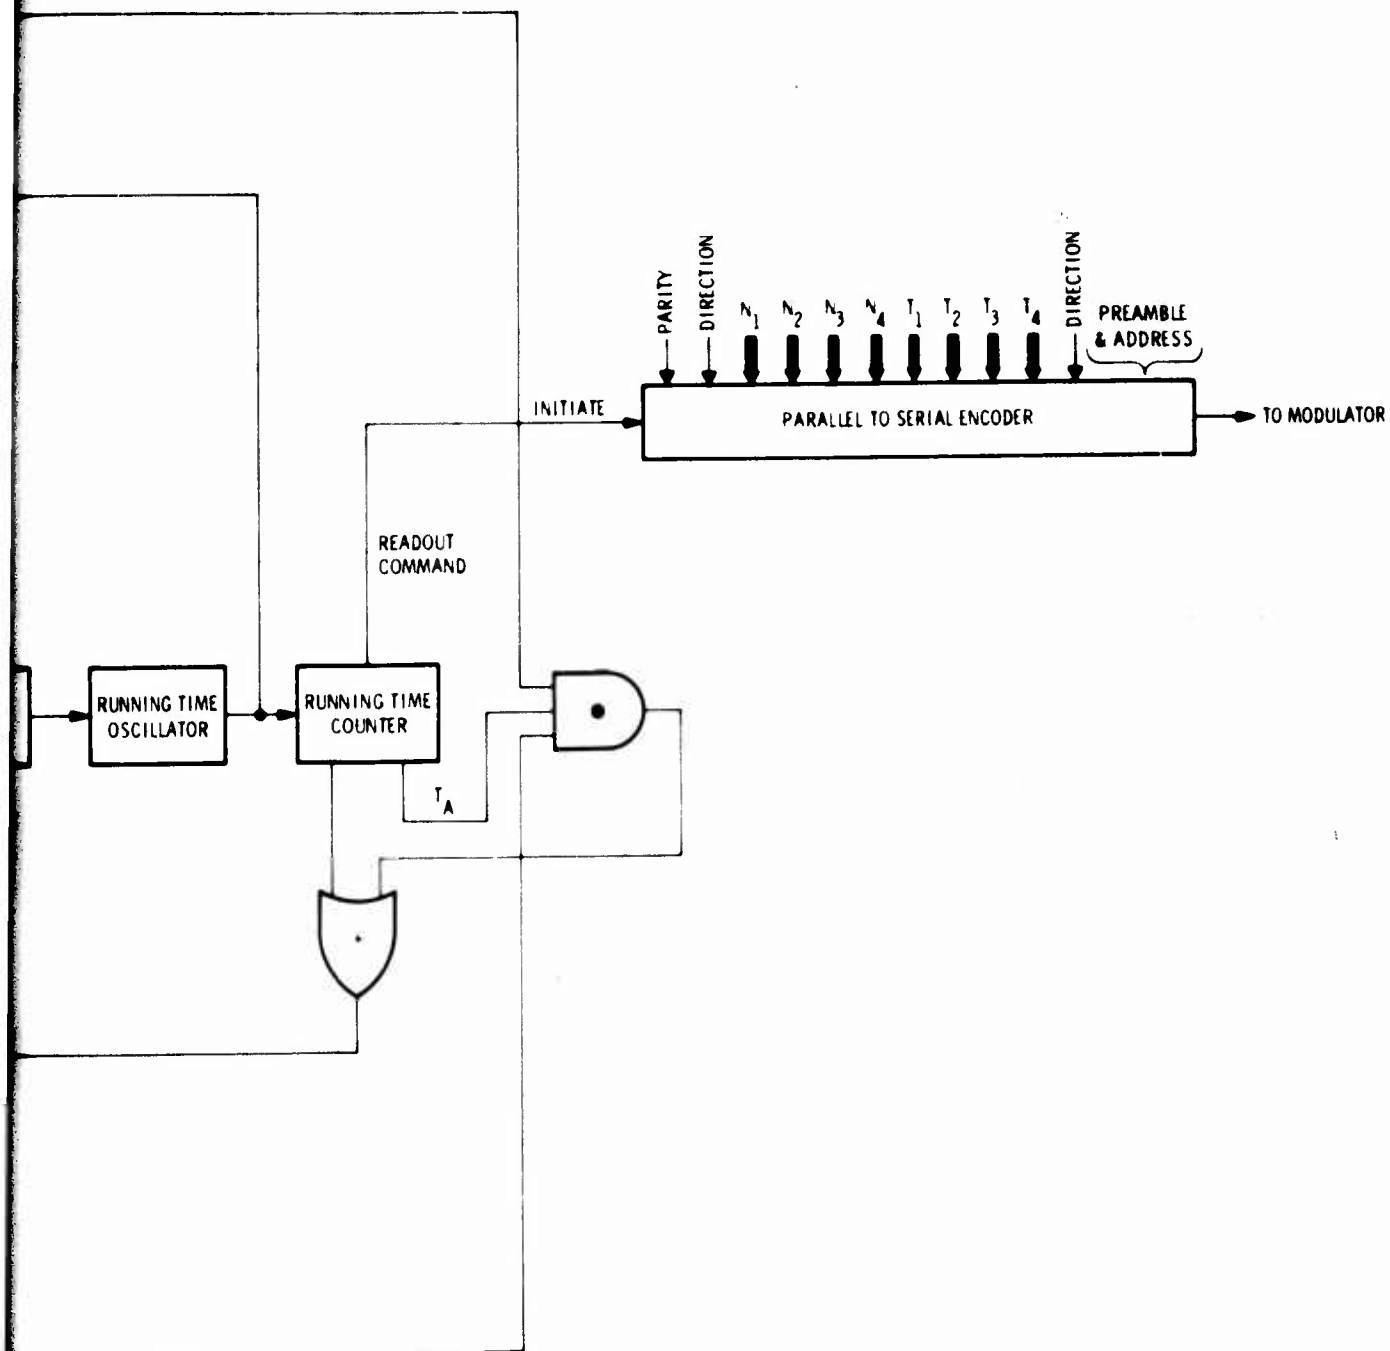 PARITY
DIRECTION
N1
N2
N3
N4
T1
T2
T3
T4
DIRECTION
PREAMBLE
& ADDRESS
INITIATE
PARALLEL TO SERIAL ENCODER
TO MODULATOR
READOUT
COMMAND
RUNNING TIME
OSCILLATOR
RUNNING TIME
COUNTER
TA